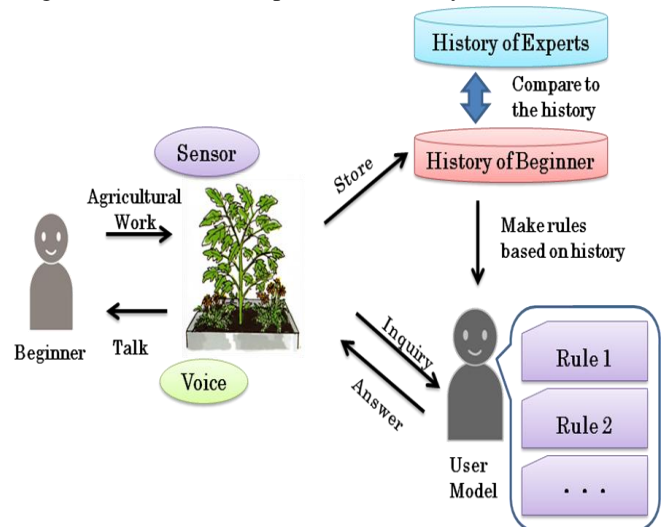 History of Experts
Compare to
the history
History of Beginner
Sensor
Store
Agricultural
Work
Make rules
based on history
Beginner
Talk
Voice
Inquiry
Answer
Rule 1
Rule 2
. . .
User
Model